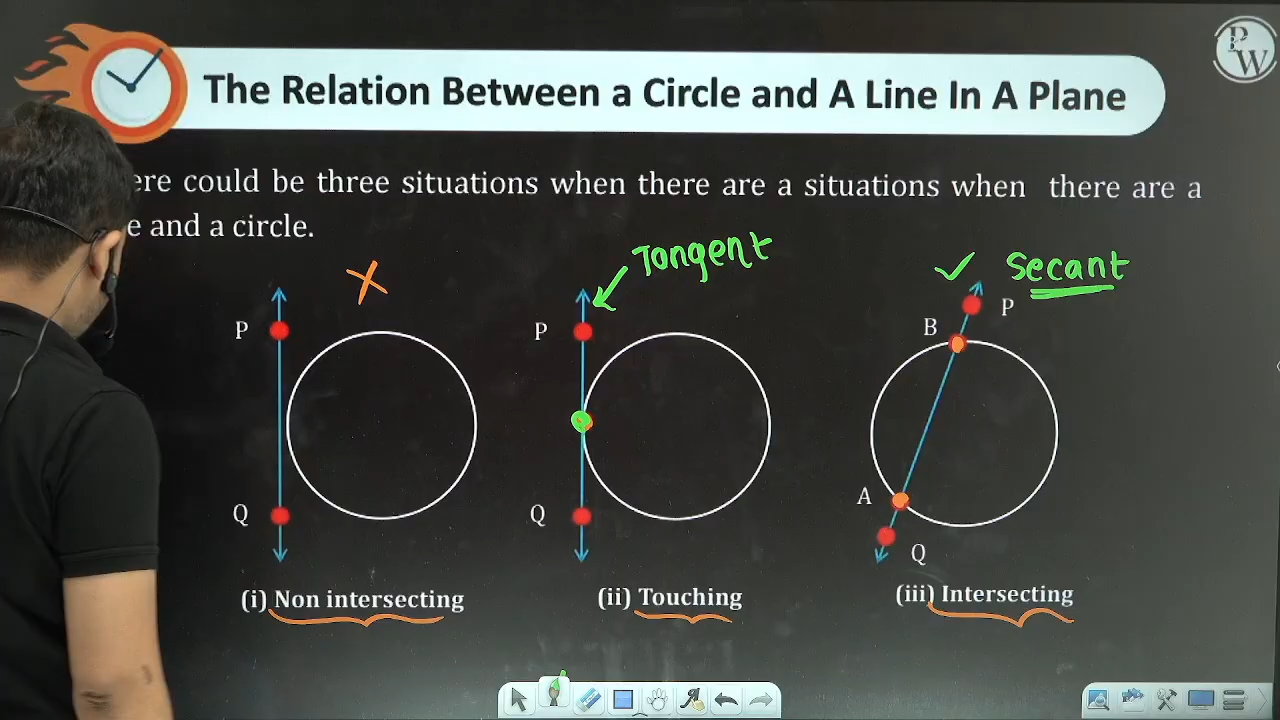 The Relation Between a Circle and A Line In A Plane
PW
ere could be three situations when there are a situations when there are a
e and a circle.
Tangent
Secant
P
P
P
B
A
Q
Q
Q
(i) Non intersecting
(ii) Touching
(iii) Intersecting